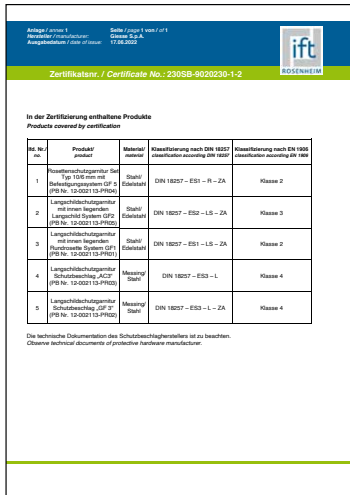 Anlage / annex 1 Seite / page 1 von / of 1
Hersteller / manufacturer: Giesse S.p.A.
Ausgabedatum / date of issue: 17.06.2022
ift
ROSENHEIM
Zertifikatsnr. / Certificate No.: 230SB-9020230-1-2
In der Zertifizierung enthaltene Produkte
Products covered by certification
lfd. Nr./ Produkt/ Material/ Klassifizierung nach DIN 18257 Klassifizierung nach EN 1906
no. product material classification according DIN 18257 classification according EN 1906
Rosettenschutzgarnitur Set
1 Typ 10/6 mm mit Stahl/ DIN 18257 – ES1 – R – ZA Klasse 2
Befestigungssystem GF 5 Edelstahl
(PB Nr. 12-002113-PR04)
Langschildschutzgarnitur
2 mit innen liegenden Stahl/ DIN 18257 – ES2 – LS – ZA Klasse 3
Langschild System GF2 Edelstahl
(PB Nr. 12-002113-PR05)
Langschildschutzgarnitur
3 mit innen liegenden Stahl/ DIN 18257 – ES1 – LS – ZA Klasse 2
Rundrosette System GF1 Edelstahl
(PB Nr. 12-002113-PR01)
Langschildschutzgarnitur
4 Schutzbeschlag „AC3" Messing/ DIN 18257 – ES3 – L Klasse 4
(PB Nr. 12-002113-PR03) Stahl
Langschildschutzgarnitur
5 Schutzbeschlag „GF 3" Messing/ DIN 18257 – ES3 – L – ZA Klasse 4
(PB Nr. 12-002113-PR02) Stahl
Die technische Dokumentation des Schutzbeschlagherstellers ist zu beachten.
Observe technical documents of protective hardware manufacturer.